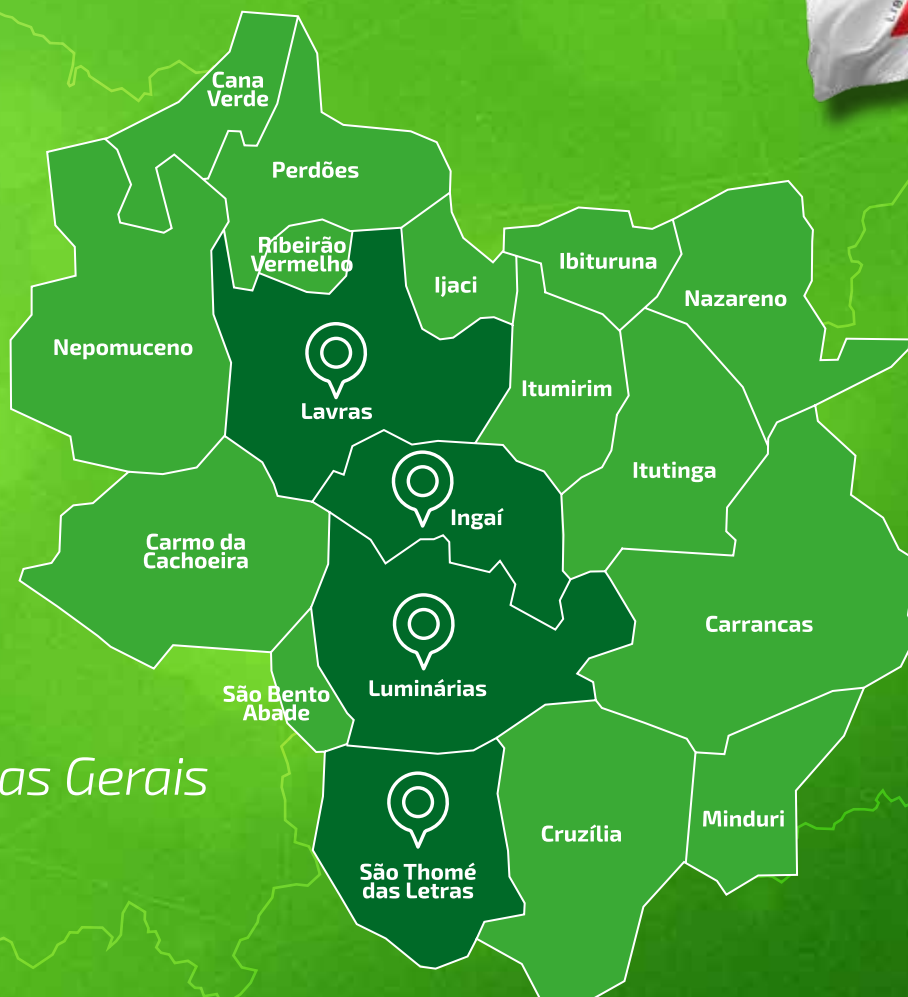 LIB
Cana
Verde
Perdões
Ribeirão
Vermelho
Ijaci
Ibituruna
Nazareno
Nepomuceno
Lavras
Itumirim
Itutinga
Ingaí
Carmo da
Cachoeira
Carrancas
Luminárias
São Bento
Abade
as Gerais
São Thomé
das Letras
Cruzília
Minduri